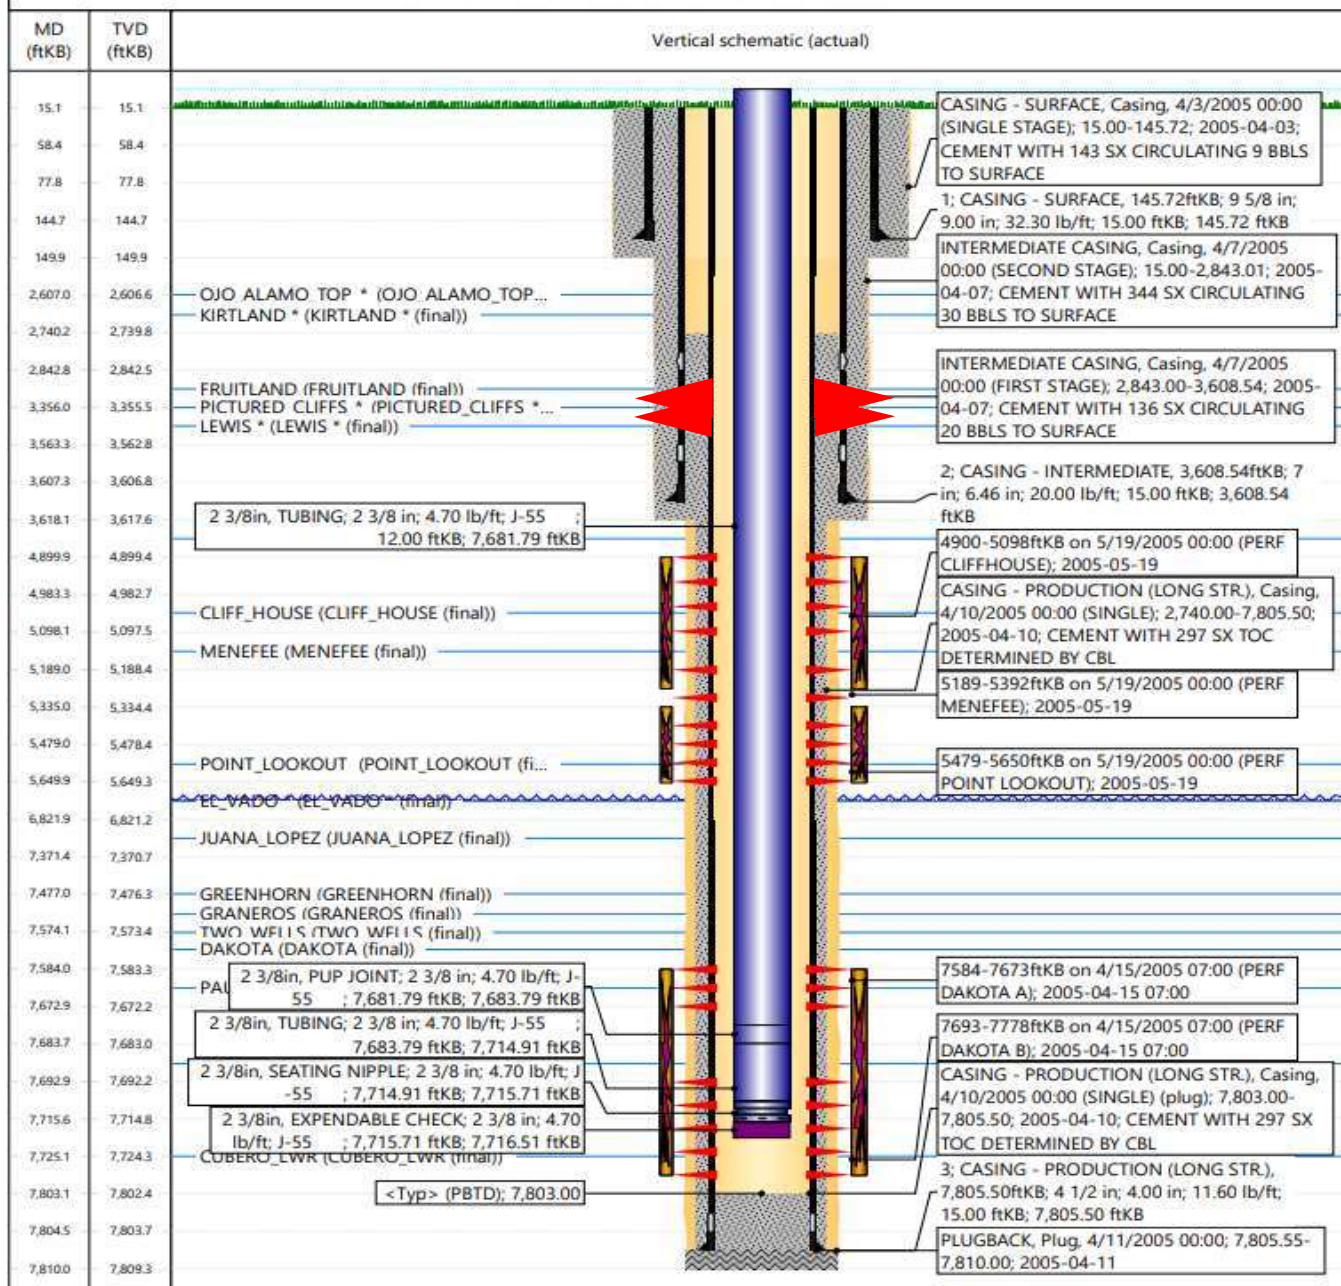 MD
(ftKB)
TVD
(ftKB)
Vertical schematic (actual)
15.1 15.1
58.4 58.4
77.8 77.8
144.7 144.7
149.9 149.9
2,607.0 2,606.6
2,740.2 2,739.8
2,842.8 2,842.5
3,356.0 3,355.5
3,563.3 3,562.8
3,607.3 3,606.8
3,618.1 3,617.6
4,899.9 4,899.4
4,983.3 4,982.7
5,098.1 5,097.5
5,189.0 5,188.4
5,335.0 5,334.4
5,479.0 5,478.4
5,649.9 5,649.3
6,821.9 6,821.2
7,371.4 7,370.7
7,477.0 7,476.3
7,574.1 7,573.4
7,584.0 7,583.3
7,672.9 7,672.2
7,683.7 7,683.0
7,692.9 7,692.2
7,715.6 7,714.8
7,725.1 7,724.3
7,803.1 7,802.4
7,804.5 7,803.7
7,810.0 7,809.3
OJO_ALAMO_TOP * (OJO_ALAMO_TOP...
KIRTLAND * (KIRTLAND * (final))
FRUITLAND (FRUITLAND (final))
PICTURED_CLIFFS * (PICTURED_CLIFFS *...
LEWIS * (LEWIS * (final))
2 3/8in, TUBING; 2 3/8 in; 4.70 lb/ft; J-55 ;
12.00 ftKB; 7,681.79 ftKB
CLIFF_HOUSE (CLIFF_HOUSE (final))
MENEFEE (MENEFEE (final))
POINT_LOOKOUT (POINT_LOOKOUT (fi...
EL_VADO * (EL_VADO * (final))
JUANA_LOPEZ (JUANA_LOPEZ (final))
GREENHORN (GREENHORN (final))
GRANEROS (GRANEROS (final))
TWO_WELLS (TWO_WELLS (final))
DAKOTA (DAKOTA (final))
2 3/8in, PUP JOINT; 2 3/8 in; 4.70 lb/ft; J-
55 ; 7,681.79 ftKB; 7,683.79 ftKB
2 3/8in, TUBING; 2 3/8 in; 4.70 lb/ft; J-55 ;
7,683.79 ftKB; 7,714.91 ftKB
2 3/8in, SEATING NIPPLE; 2 3/8 in; 4.70 lb/ft; J
-55 ; 7,714.91 ftKB; 7,715.71 ftKB
2 3/8in, EXPENDABLE CHECK; 2 3/8 in; 4.70
lb/ft; J-55 ; 7,715.71 ftKB; 7,716.51 ftKB
CUBERO_LWR (CUBERO_LWR (final))
<Typ> (PBTD); 7,803.00
CASING - SURFACE, Casing, 4/3/2005 00:00
(SINGLE STAGE); 15.00-145.72; 2005-04-03;
CEMENT WITH 143 SX CIRCULATING 9 BBLS
TO SURFACE
1; CASING - SURFACE, 145.72ftKB; 9 5/8 in;
9.00 in; 32.30 lb/ft; 15.00 ftKB; 145.72 ftKB
INTERMEDIATE CASING, Casing, 4/7/2005
00:00 (SECOND STAGE); 15.00-2,843.01; 2005-
04-07; CEMENT WITH 344 SX CIRCULATING
30 BBLS TO SURFACE
INTERMEDIATE CASING, Casing, 4/7/2005
00:00 (FIRST STAGE); 2,843.00-3,608.54; 2005-
04-07; CEMENT WITH 136 SX CIRCULATING
20 BBLS TO SURFACE
2; CASING - INTERMEDIATE, 3,608.54ftKB; 7
in; 6.46 in; 20.00 lb/ft; 15.00 ftKB; 3,608.54
ftKB
4900-5098ftKB on 5/19/2005 00:00 (PERF
CLIFFHOUSE); 2005-05-19
CASING - PRODUCTION (LONG STR.), Casing,
4/10/2005 00:00 (SINGLE); 2,740.00-7,805.50;
2005-04-10; CEMENT WITH 297 SX TOC
DETERMINED BY CBL
5189-5392ftKB on 5/19/2005 00:00 (PERF
MENEFEE); 2005-05-19
5479-5650ftKB on 5/19/2005 00:00 (PERF
POINT LOOKOUT); 2005-05-19
7584-7673ftKB on 4/15/2005 07:00 (PERF
DAKOTA A); 2005-04-15 07:00
7693-7778ftKB on 4/15/2005 07:00 (PERF
DAKOTA B); 2005-04-15 07:00
CASING - PRODUCTION (LONG STR.), Casing,
4/10/2005 00:00 (SINGLE) (plug); 7,803.00-
7,805.50; 2005-04-10; CEMENT WITH 297 SX
TOC DETERMINED BY CBL
3; CASING - PRODUCTION (LONG STR.),
7,805.50ftKB; 4 1/2 in; 4.00 in; 11.60 lb/ft;
15.00 ftKB; 7,805.50 ftKB
PLUGBACK, Plug, 4/11/2005 00:00; 7,805.55-
7,810.00; 2005-04-11